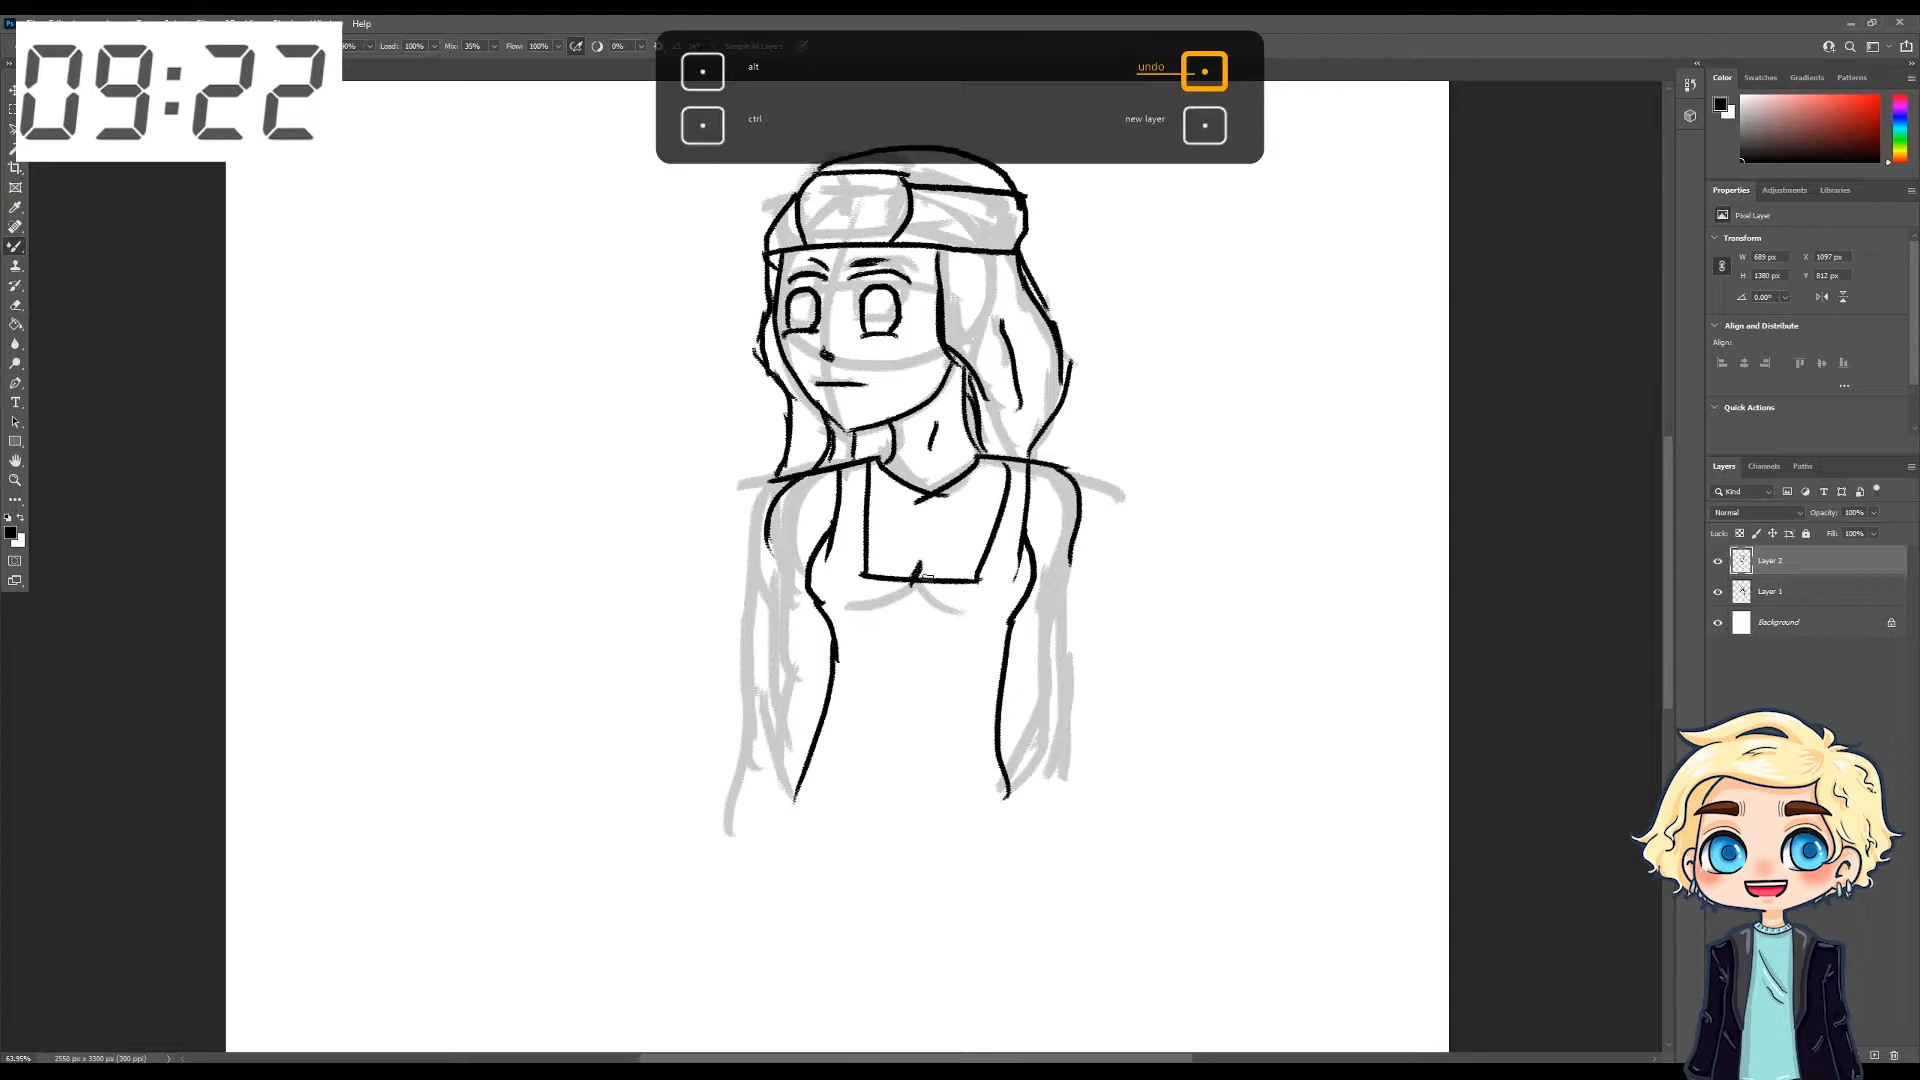 Ps
Help
09:22
Load: 100%
Mix: 35%
Flow: 100%
0%
Sample All Layers
alt
undo
ctrl
new layer
Color
Swatches
Gradients
Patterns
Properties
Adjustments
Libraries
Pixel Layer
Transform
W 689 px X 1097 px
H 1380 px Y 812 px
0.00°
Align and Distribute
Align:
Quick Actions
Layers
Channels
Paths
Kind
Normal
Opacity: 100%
Lock:
Fill: 100%
Layer 2
Layer 1
Background
63.95%
2550 px x 3300 px (300 ppi)